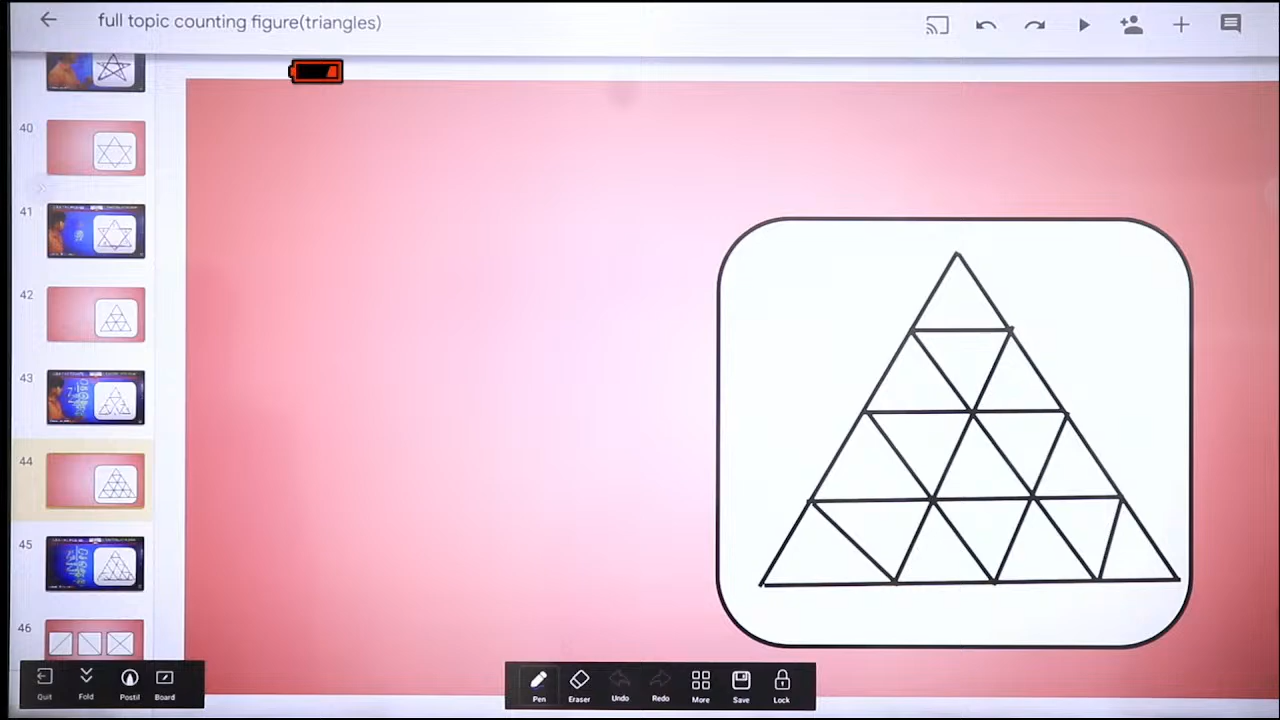 full topic counting figure(triangles)
40
41
42
43
44
45
46
Quit Fold Postil Board
Pen Eraser Undo Redo More Save Lock